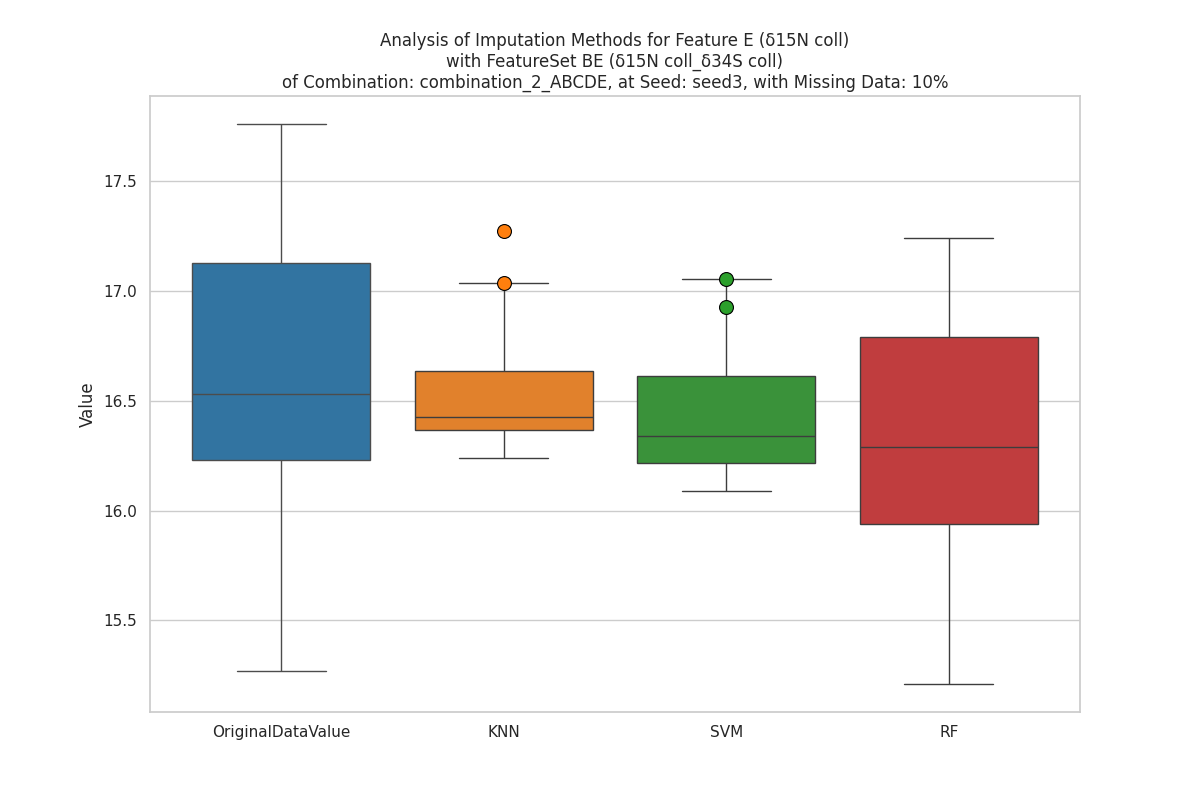 Analysis of Imputation Methods for Feature E (δ15N coll)
with FeatureSet BE (δ15N coll_δ34S coll)
of Combination: combination_2_ABCDE, at Seed: seed3, with Missing Data: 10%
17.5
17.0
16.5
16.0
15.5
Value
OriginalDataValue KNN SVM RF